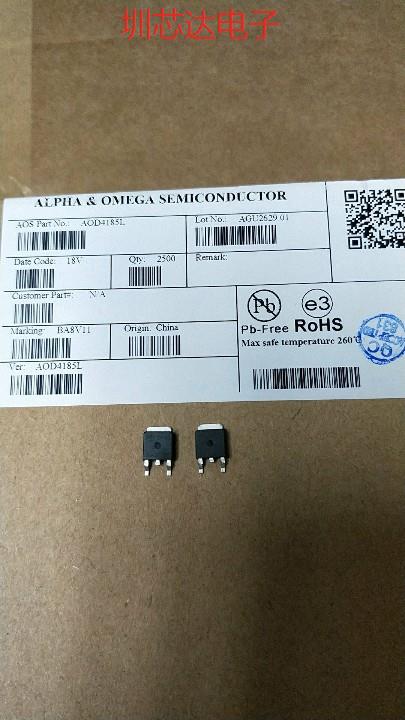 圳芯达电子
ALPHA & OMEGA SEMICONDUCTOR
AOS Part No.: AOD4185L
Lot No.: AGU2629 01
Date Code: 18V
Qty: 2500
Remark:
Customer Part#: N/A
Pb e3
Pb-Free RoHS
Max safe temperature 260℃
Marking: BA8V11
Origin: China
Ver: AOD4185L
QC